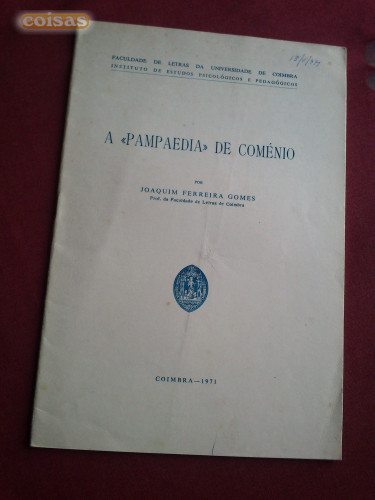 coisas
FACULDADE DE LETRAS DA UNIVERSIDADE DE COIMBRA
INSTITUTO DE ESTUDOS PSICOLÓGICOS E PEDAGÓGICOS
A «PAMPAEDIA» DE COMÉNIO
POR
JOAQUIM FERREIRA GOMES
Prof. da Faculdade de Letras de Coimbra
COIMBRA—1971